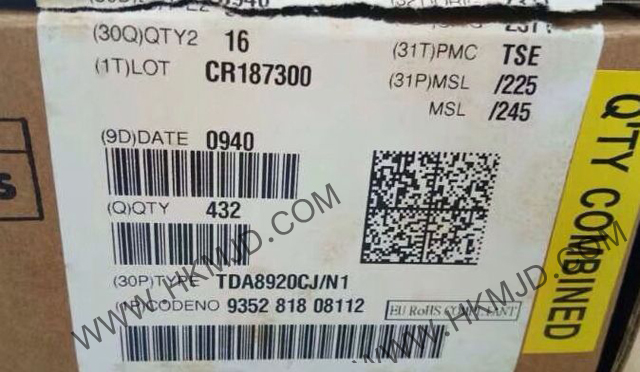 (30Q)QTY2 16
(1T)LOT CR187300
(31T)PMC TSE
(31P)MSL /225
MSL /245
(9D)DATE 0940
(Q)QTY 432
(30P)TYPE TDA8920CJ/N1
(1P)CODENO 9352 818 08112
EU RoHS COMPLIANT
Q'TY COMBINED
WWW.HKMJD.COM
WWW.HKMJD.COM